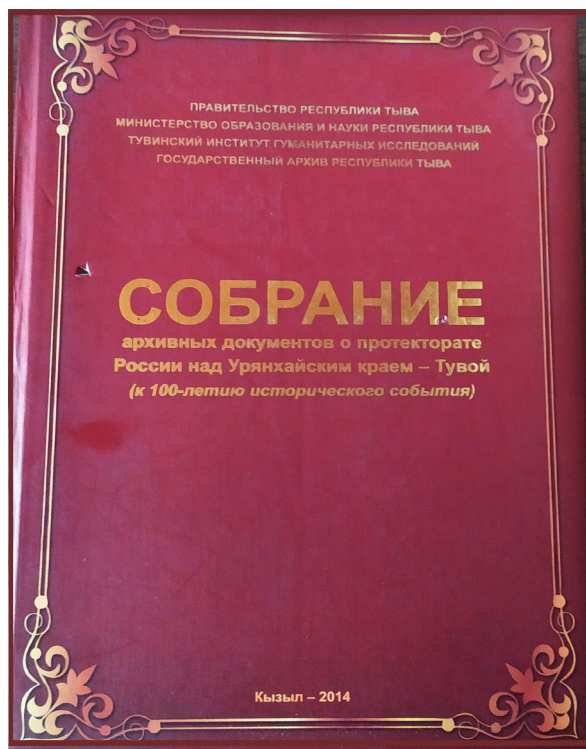 ПРАВИТЕЛЬСТВО РЕСПУБЛИКИ ТЫВА
МИНИСТЕРСТВО ОБРАЗОВАНИЯ И НАУКИ РЕСПУБЛИКИ ТЫВА
ТУВИНСКИЙ ИНСТИТУТ ГУМАНИТАРНЫХ ИССЛЕДОВАНИЙ
ГОСУДАРСТВЕННЫЙ АРХИВ РЕСПУБЛИКИ ТЫВА
СОБРАНИЕ
архивных документов о протекторате
России над Урянхайским краем – Тувой
(к 100-летию исторического события)
Кызыл – 2014